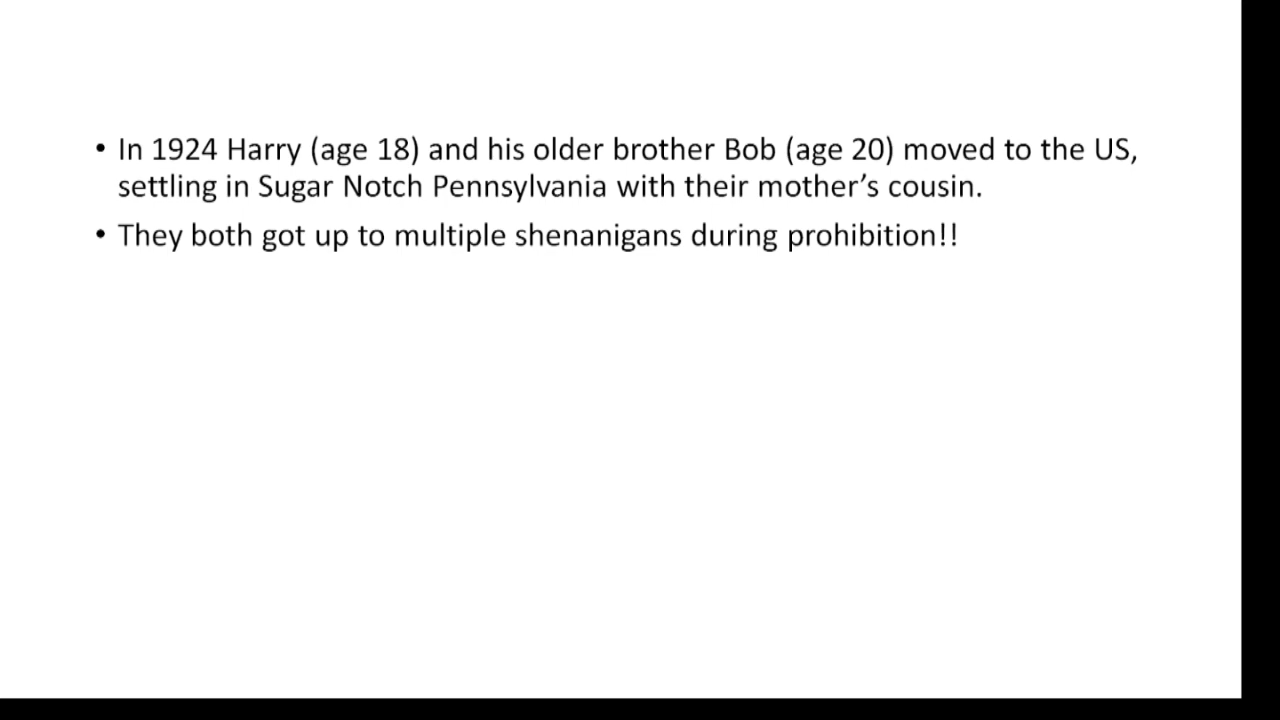 • In 1924 Harry (age 18) and his older brother Bob (age 20) moved to the US,
settling in Sugar Notch Pennsylvania with their mother’s cousin.
• They both got up to multiple shenanigans during prohibition!!